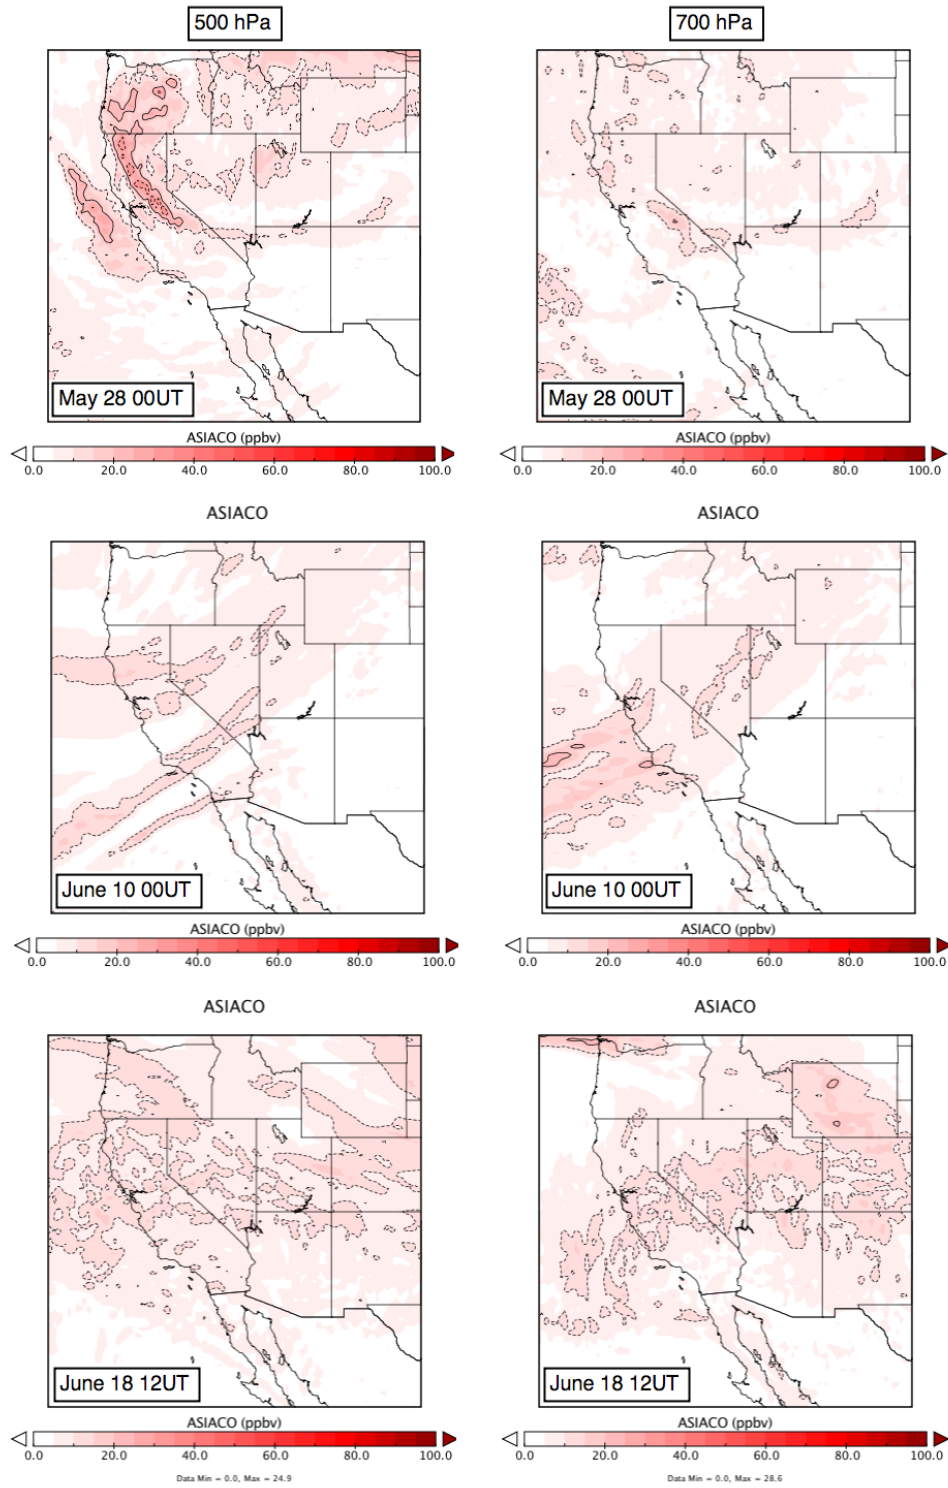 500 hPa
700 hPa
May 28 00UT
May 28 00UT
ASIACO (ppbv)
ASIACO (ppbv)
0.0 20.0 40.0 60.0 80.0 100.0
0.0 20.0 40.0 60.0 80.0 100.0
ASIACO
ASIACO
June 10 00UT
June 10 00UT
ASIACO (ppbv)
ASIACO (ppbv)
0.0 20.0 40.0 60.0 80.0 100.0
0.0 20.0 40.0 60.0 80.0 100.0
ASIACO
ASIACO
June 18 12UT
June 18 12UT
ASIACO (ppbv)
ASIACO (ppbv)
0.0 20.0 40.0 60.0 80.0 100.0
0.0 20.0 40.0 60.0 80.0 100.0
Data Min = 0.0, Max = 24.9
Data Min = 0.0, Max = 28.6